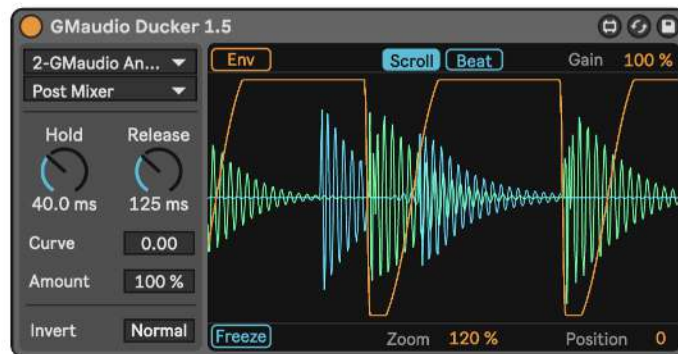 GMaudio Ducker 1.5
2-GMaudio An...
Post Mixer
Hold Release
40.0 ms 125 ms
Curve 0.00
Amount 100 %
Invert Normal
Env Scroll Beat Gain 100 %
Freeze Zoom 120 % Position 0